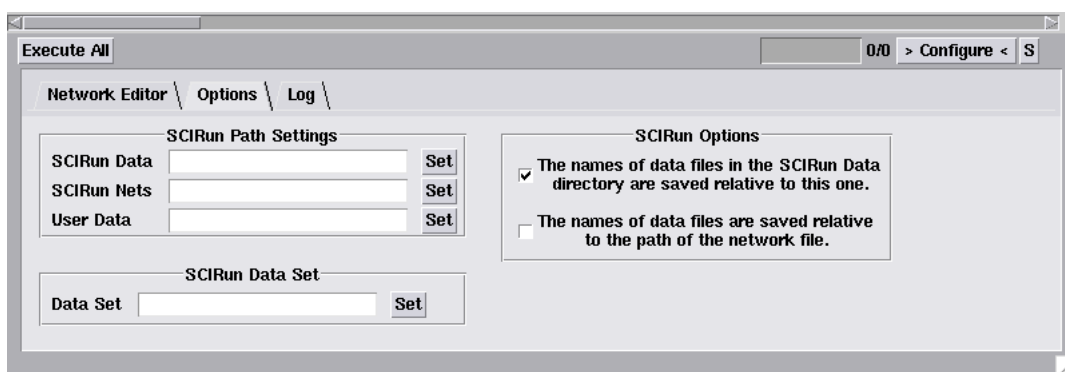 Execute All
0/0 > Configure < S
Network Editor Options Log
SCIRun Path Settings
SCIRun Data Set
SCIRun Nets Set
User Data Set
SCIRun Data Set
Data Set Set
SCIRun Options
The names of data files in the SCIRun Data
directory are saved relative to this one.
The names of data files are saved relative
to the path of the network file.